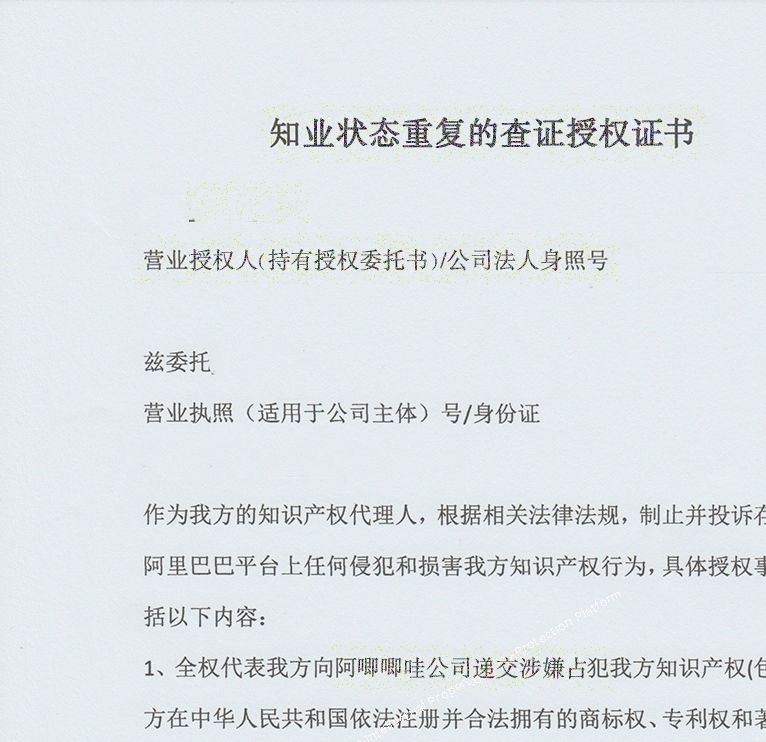 知业状态重复的查证授权证书
营业授权人(持有授权委托书)/公司法人身照号
兹委托
营业执照（适用于公司主体）号/身份证
作为我方的知识产权代理人，根据相关法律法规，制止并投诉在
阿里巴巴平台上任何侵犯和损害我方知识产权行为，具体授权事
括以下内容：
1、全权代表我方向阿唧唧哇公司递交涉嫌占犯我方知识产权(包
方在中华人民共和国依法注册并合法拥有的商标权、专利权和著
Protection Platform